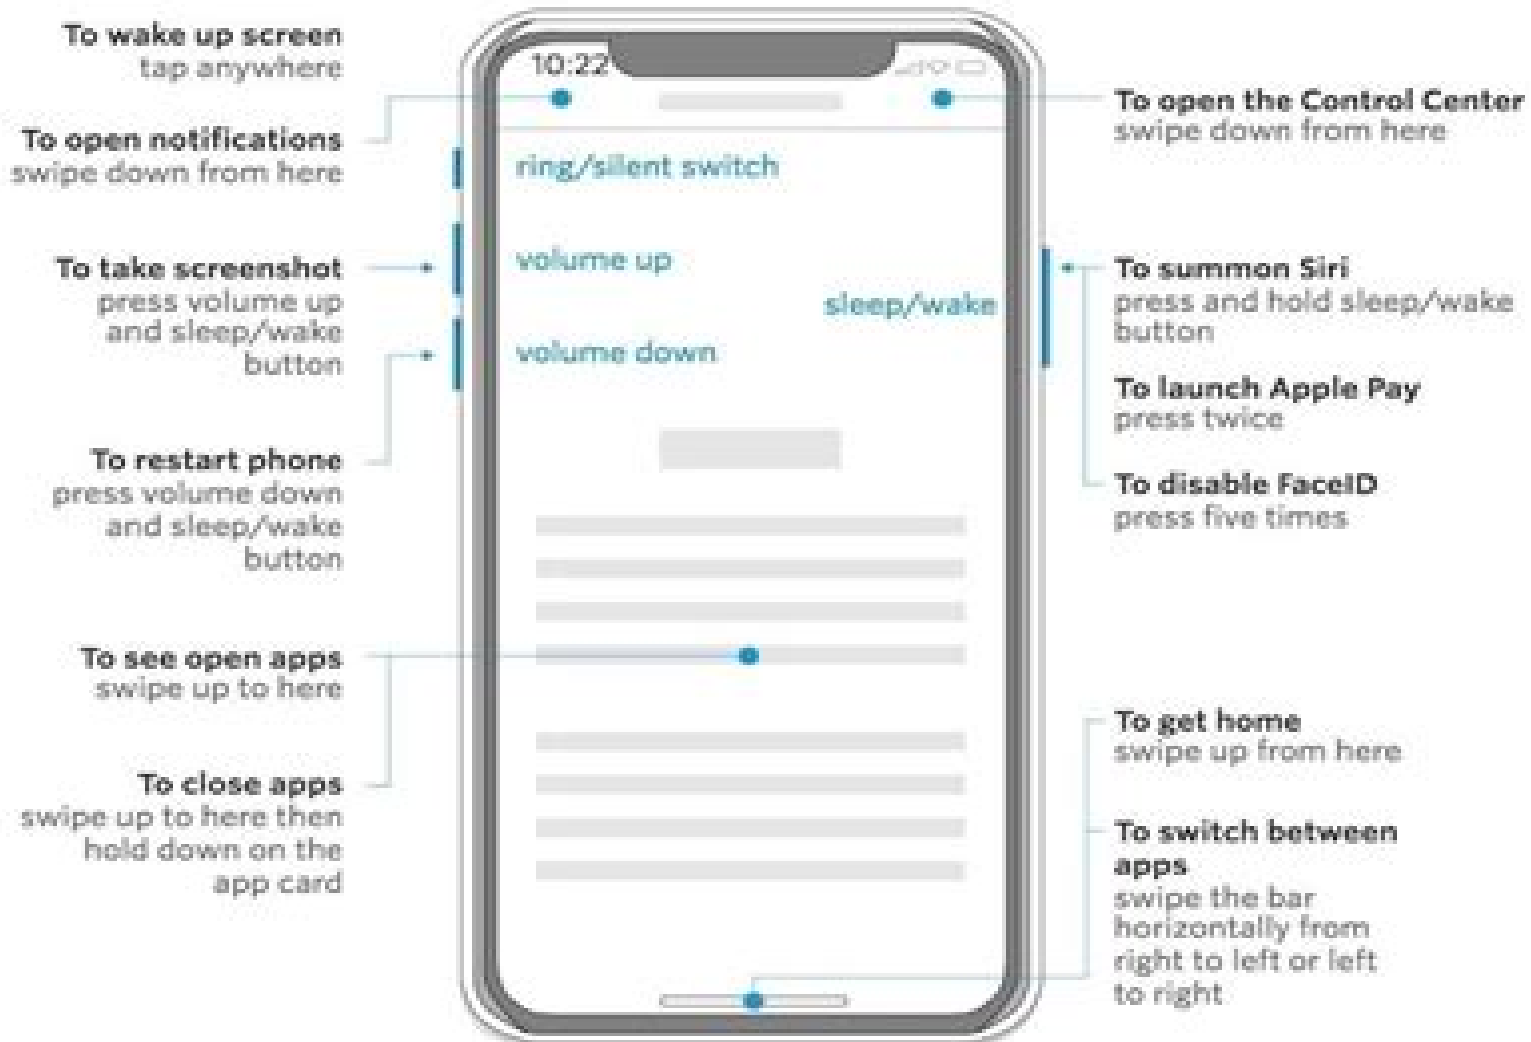 To wake up screen
tap anywhere
To open notifications
swipe down from here
To take screenshot
press volume up
and sleep/wake
button
To restart phone
press volume down
and sleep/wake
button
To see open apps
swipe up to here
To close apps
swipe up to here then
hold down on the
app card
10:22
ring/silent switch
volume up
sleep/wake
volume down
To open the Control Center
swipe down from here
To summon Siri
press and hold sleep/wake
button
To launch Apple Pay
press twice
To disable FaceID
press five times
To get home
swipe up from here
To switch between
apps
swipe the bar
horizontally from
right to left or left
to right